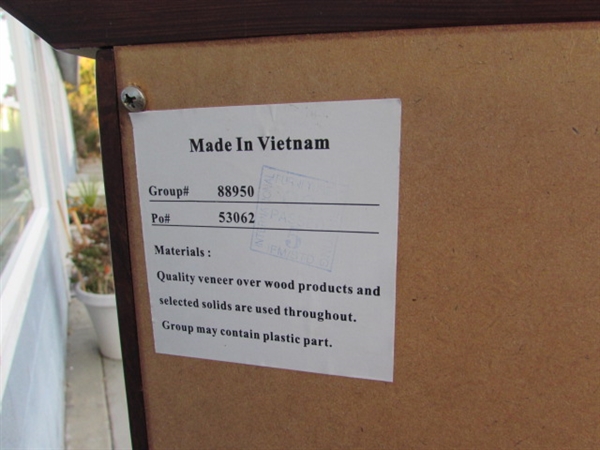 Made In Vietnam
Group# 88950
Po# 53062
Materials :
Quality veneer over wood products and
selected solids are used throughout.
Group may contain plastic part.